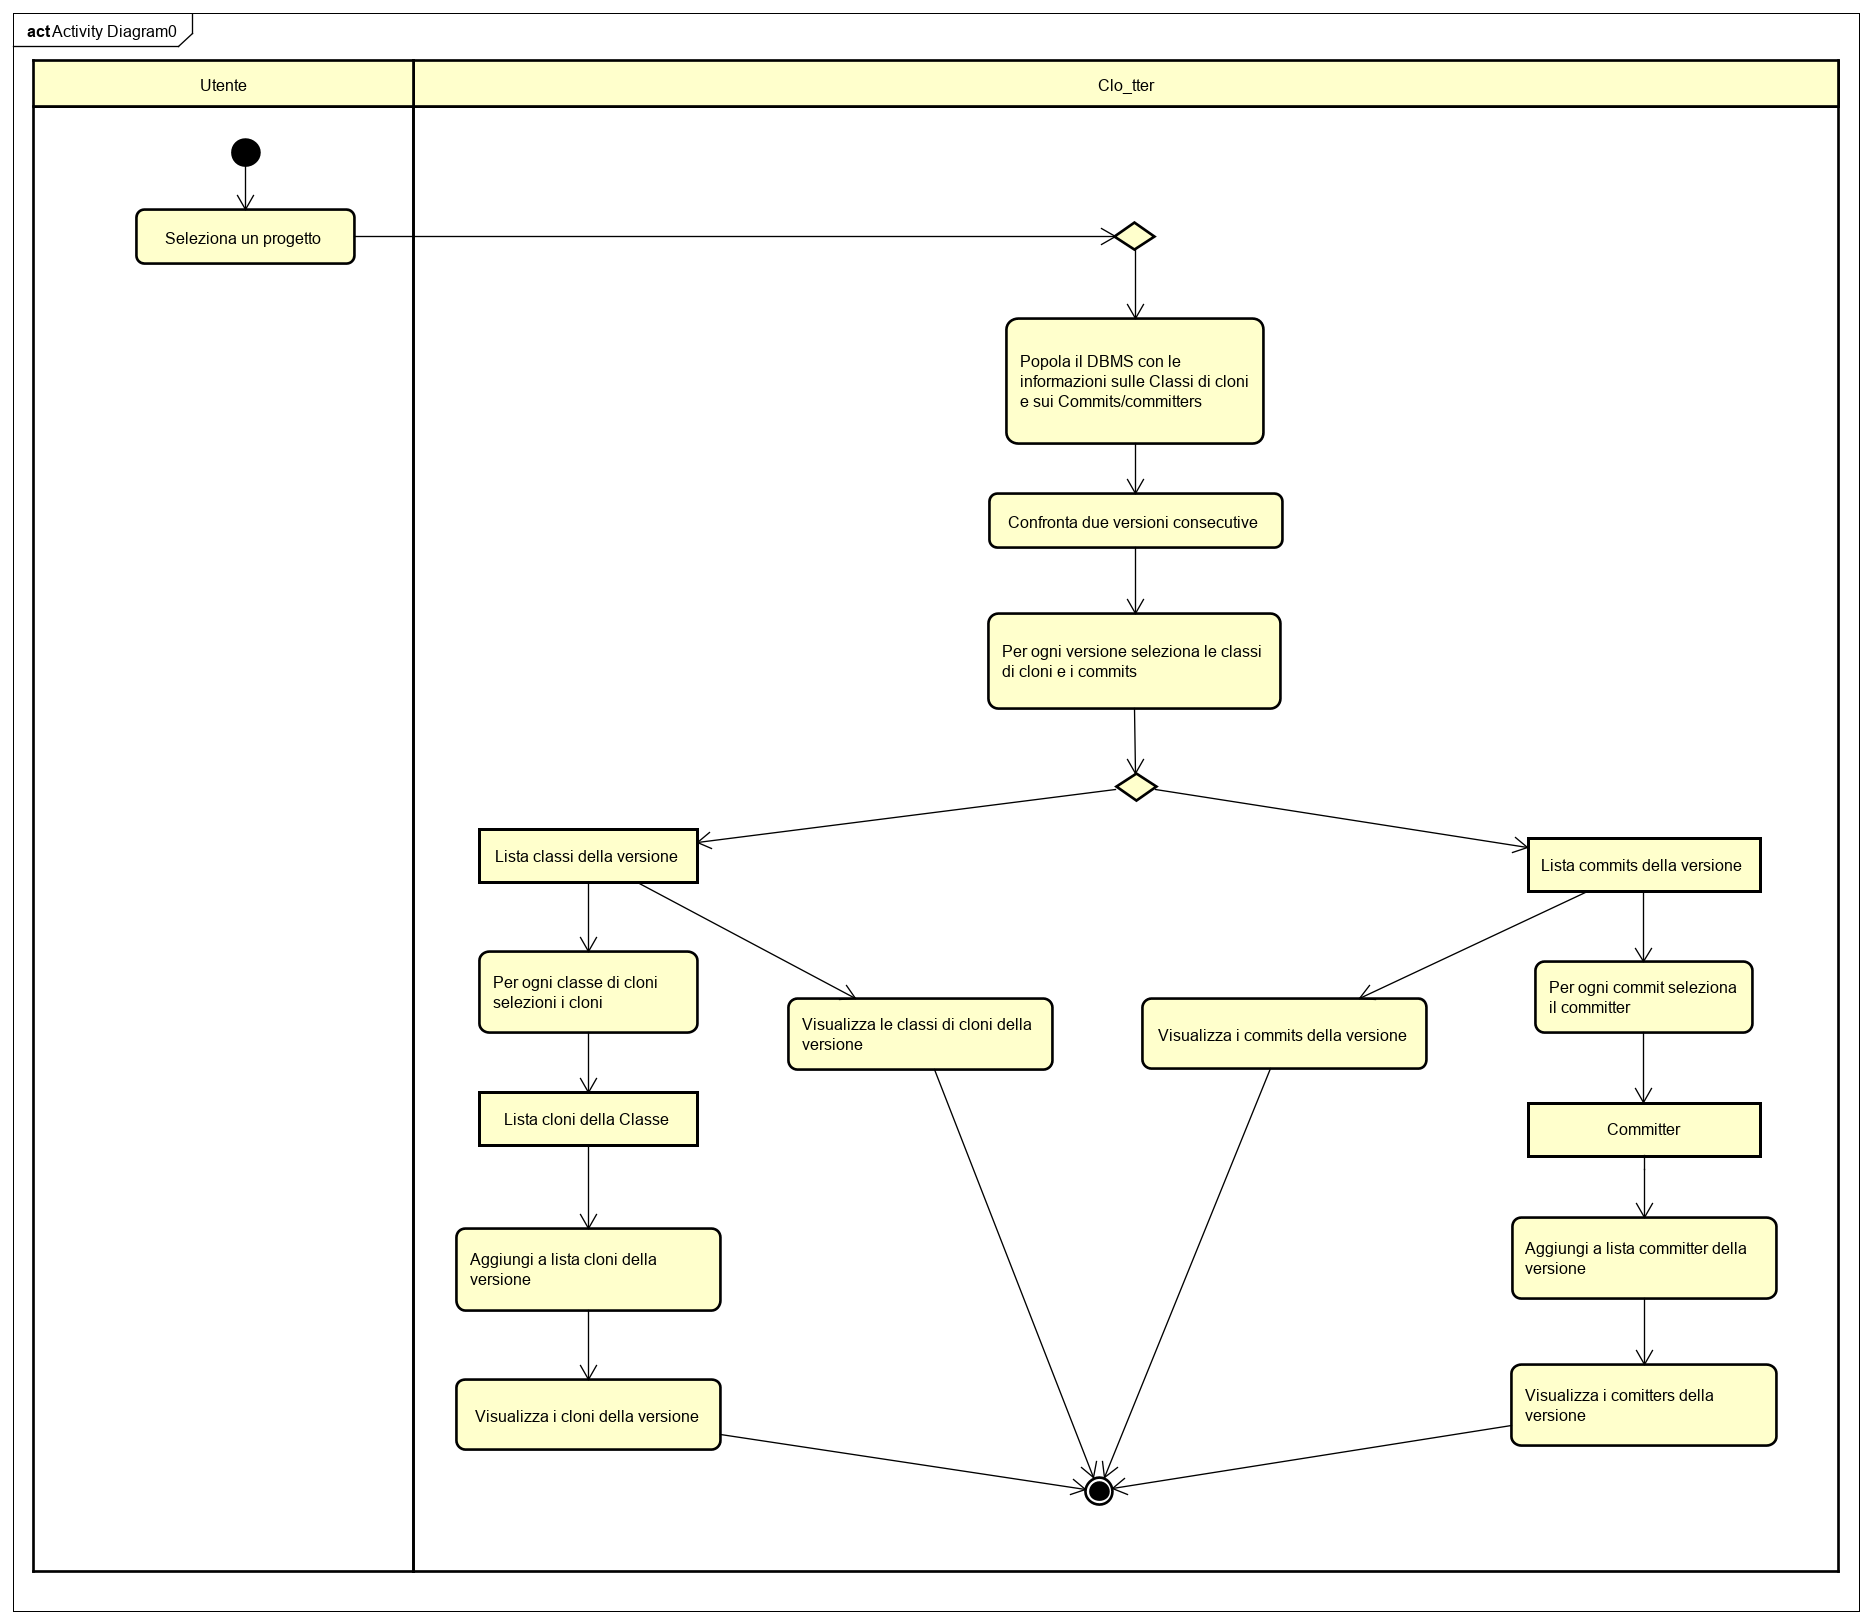 act Activity Diagram0
Utente
Clo_tter
Seleziona un progetto
Popola il DBMS con le
informazioni sulle Classi di cloni
e sui Commits/committers
Confronta due versioni consecutive
Per ogni versione seleziona le classi
di cloni e i commits
Lista classi della versione
Lista commits della versione
Per ogni classe di cloni
selezioni i cloni
Visualizza le classi di cloni della
versione
Visualizza i commits della versione
Per ogni commit seleziona
il committer
Lista cloni della Classe
Committer
Aggiungi a lista cloni della
versione
Aggiungi a lista committer della
versione
Visualizza i cloni della versione
Visualizza i comitters della
versione